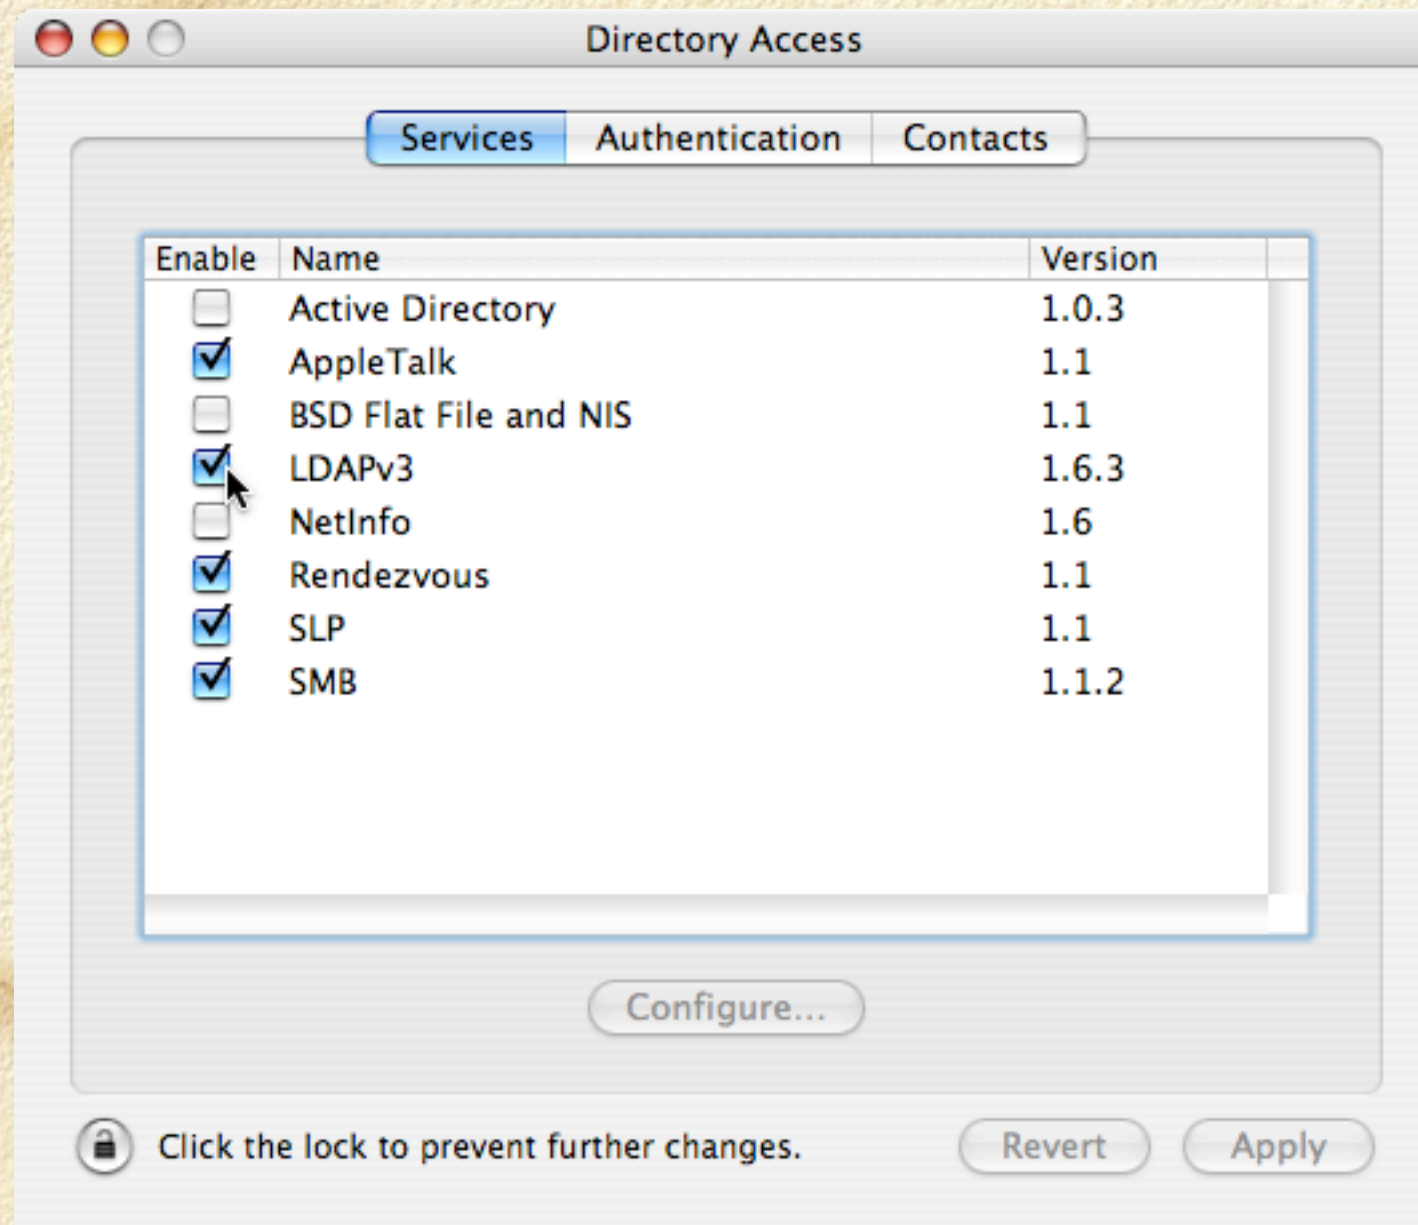 Directory Access
Services Authentication Contacts
Enable Name Version
Active Directory 1.0.3
AppleTalk 1.1
BSD Flat File and NIS 1.1
LDAPv3 1.6.3
NetInfo 1.6
Rendezvous 1.1
SLP 1.1
SMB 1.1.2
Configure...
Click the lock to prevent further changes. Revert Apply